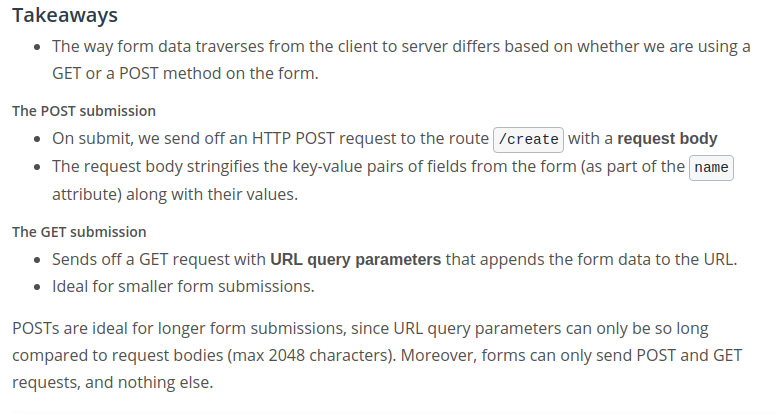 Takeaways
The way form data traverses from the client to server differs based on whether we are using a
GET or a POST method on the form.
The POST submission
On submit, we send off an HTTP POST request to the route /create with a request body
The request body stringifies the key-value pairs of fields from the form (as part of the name
attribute) along with their values.
The GET submission
Sends off a GET request with URL query parameters that appends the form data to the URL.
Ideal for smaller form submissions.
POSTs are ideal for longer form submissions, since URL query parameters can only be so long
compared to request bodies (max 2048 characters). Moreover, forms can only send POST and GET
requests, and nothing else.